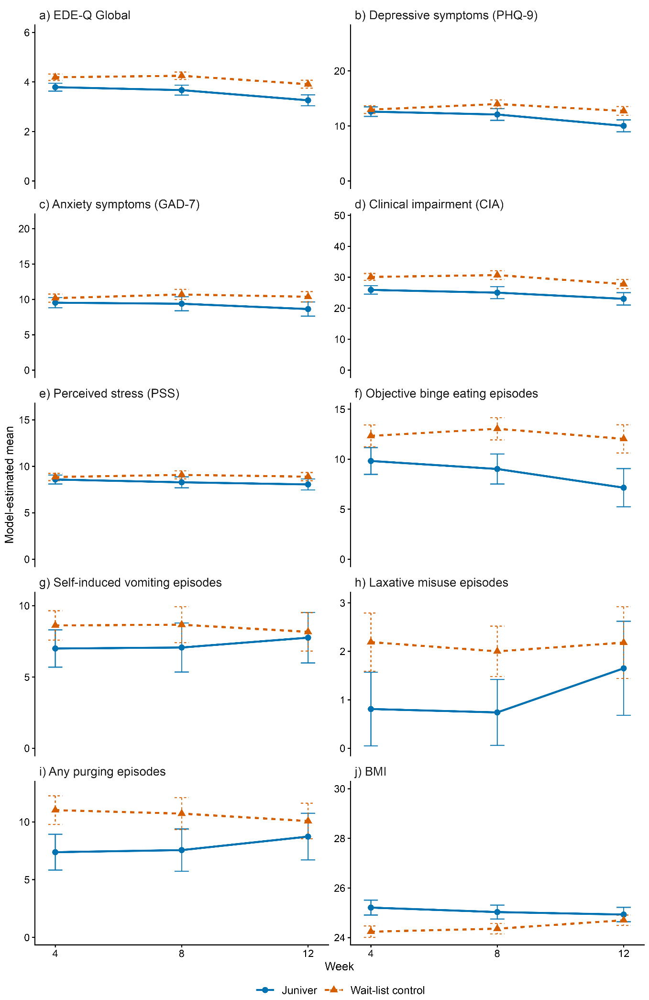 a) EDE-Q Global
6
4
2
0
b) Depressive symptoms (PHQ-9)
20
10
0
c) Anxiety symptoms (GAD-7)
20
15
10
5
0
d) Clinical impairment (CIA)
50
40
30
20
10
0
e) Perceived stress (PSS)
15
10
5
0
f) Objective binge eating episodes
15
10
5
0
Model-estimated mean
g) Self-induced vomiting episodes
10
5
0
h) Laxative misuse episodes
3
2
1
0
i) Any purging episodes
10
5
0
4 8 12
j) BMI
30
28
26
24
4 8 12
Week
Juniver Wait-list control